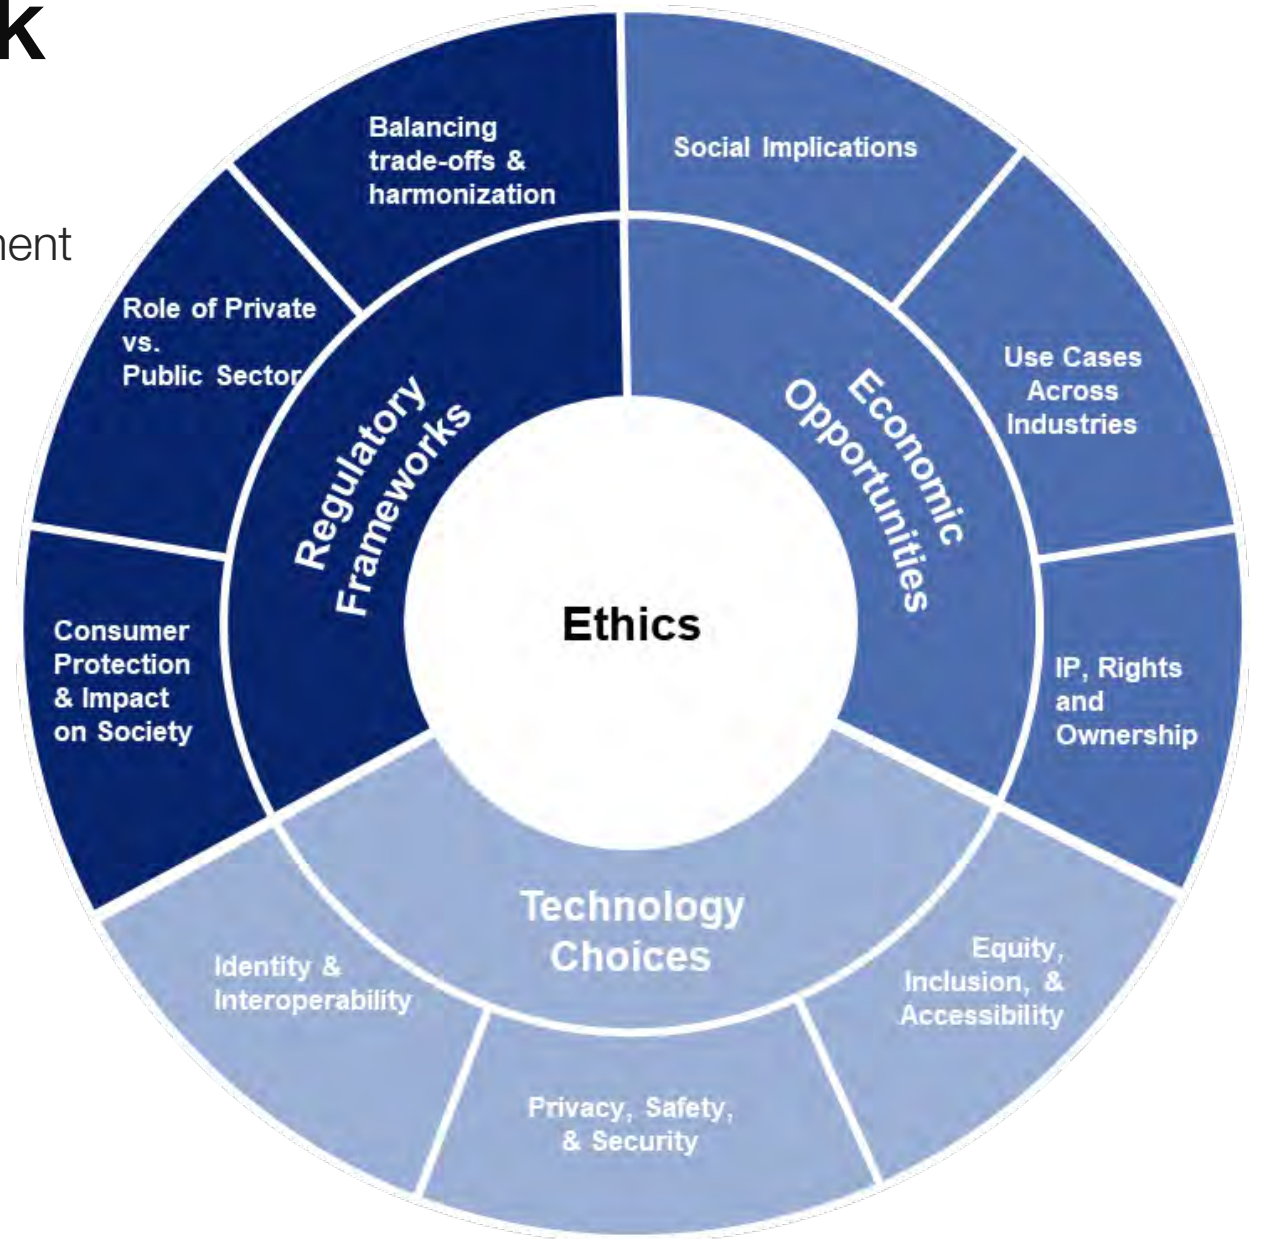 k
nent
Balancing
trade-offs &
harmonization
Social Implications
Role of Private
vs.
Public Sector
Use Cases
Across
Industries
Regulatory
Frameworks
Economic
Opportunities
Ethics
Consumer
Protection
& Impact
on Society
IP, Rights
and
Ownership
Technology
Choices
Identity &
Interoperability
Equity,
Inclusion, &
Accessibility
Privacy, Safety,
& Security